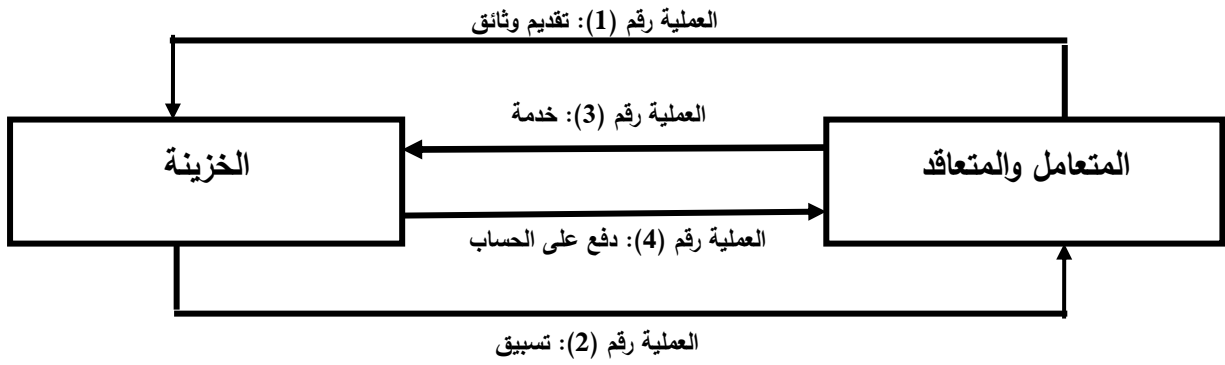 العملية رقم (1): تقديم وثائق
العملية رقم (3): خدمة
المتعامل والمتعاقد
الخزينة
العملية رقم (4): دفع على الحساب
العملية رقم (2): تسبيق